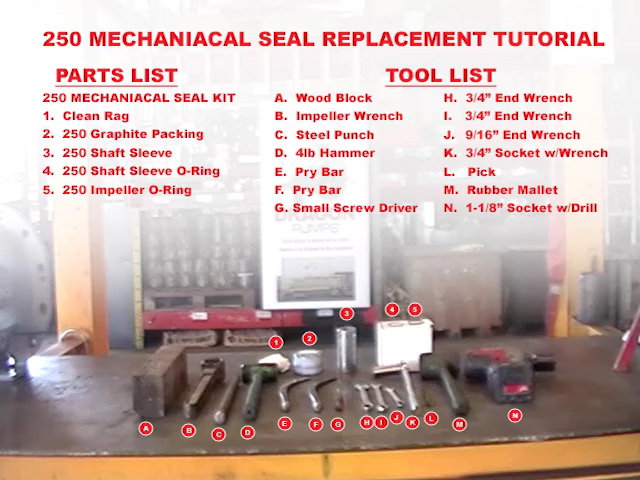 250 MECHANIACAL SEAL REPLACEMENT TUTORIAL
PARTS LIST
250 MECHANIACAL SEAL KIT
1. Clean Rag
2. 250 Graphite Packing
3. 250 Shaft Sleeve
4. 250 Shaft Sleeve O-Ring
5. 250 Impeller O-Ring
TOOL LIST
A. Wood Block
B. Impeller Wrench
C. Steel Punch
D. 4lb Hammer
E. Pry Bar
F. Pry Bar
G. Small Screw Driver
H. 3/4” End Wrench
I. 3/4” End Wrench
J. 9/16” End Wrench
K. 3/4” Socket w/Wrench
L. Pick
M. Rubber Mallet
N. 1-1/8” Socket w/Drill
DRAGON
PUMPS
3
4
5
2
1
A
B
C
D
E
F
G
H
I
J
K
L
M
N